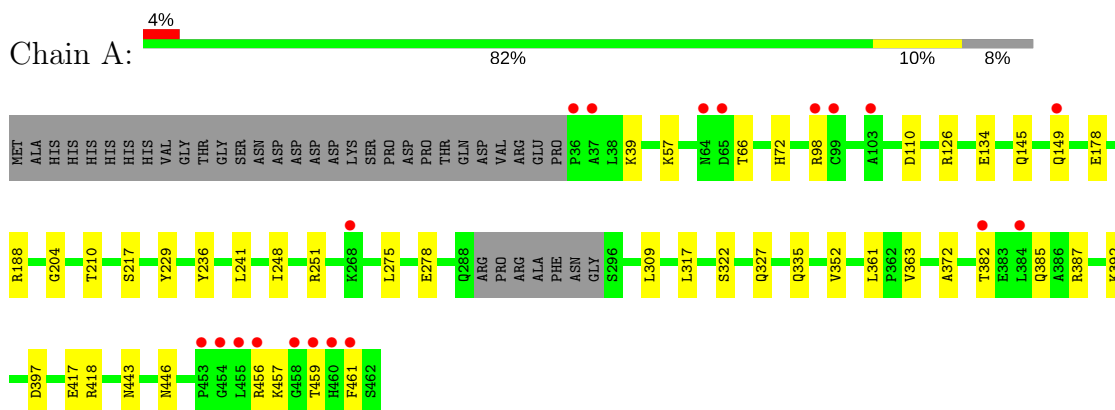 4%
Chain A:
82% 10% 8%
MET ALA HIS HIS HIS HIS HIS HIS VAL GLY THR GLY SER ASN ASP ASP ASP ASP LYS SER PRO ASP PRO THR GLN ASP VAL ARG GLU PRO P36 A37 L38 K39 K57 N64 D65 T66 H72 R98 C99 A103 D110 R126 E134 Q145 Q149 E178
R188 G204 T210 S217 Y229 Y236 L241 I248 R251 K268 L275 E278 Q288 ARG PRO ARG ALA PHE ASN GLY S296 L309 L317 S322 Q327 Q335 V352 L361 P362 V363 A372 T382 E383 L384 Q385 A386 R387 K392
D397 E417 R418 N443 N446 P453 G454 L455 R456 K457 G458 T459 H460 F461 S462